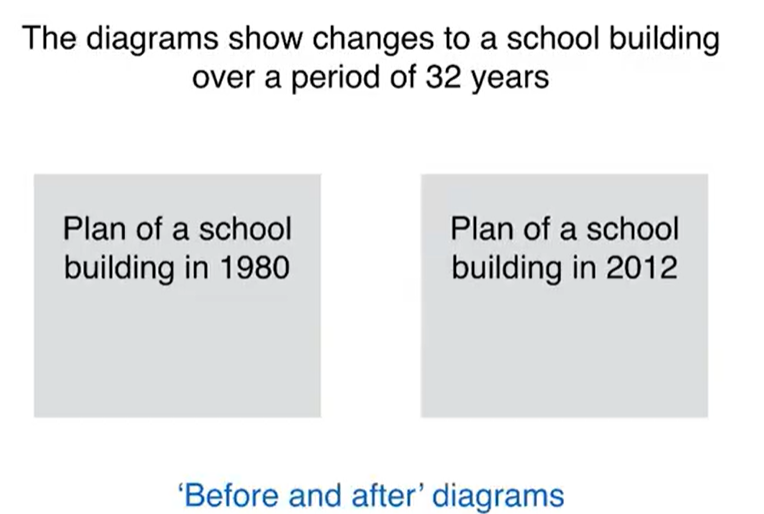 The diagrams show changes to a school building
over a period of 32 years
Plan of a school
building in 1980
Plan of a school
building in 2012
‘Before and after’ diagrams